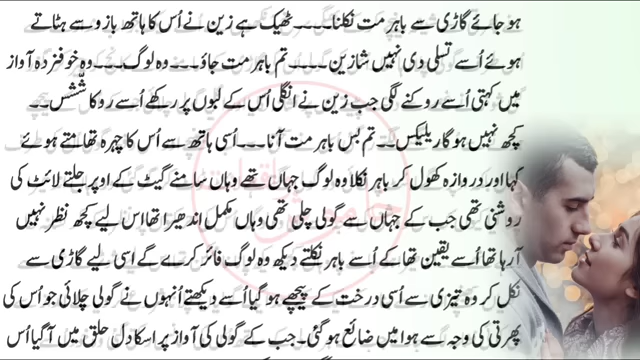 ہو جائے گاڑی سے باہر مت نکلنا۔۔۔۔ ٹھیک ہے زین نے اُس کا ہاتھ بازو سے ہٹاتے
ہوئے اُسے تسلی دی نہیں شازین۔۔۔۔ تم باہر مت جاؤ۔۔۔ وہ لوگ۔۔۔ وہ خوفزدہ آواز
میں کہتی اُسے روکنے لگی جب زین نے انگلی اُس کے لبوں پر رکھے اُسے روکا شُشس۔۔
کچھ نہیں ہو گا ریلیکس۔۔ تم بس باہر مت آنا۔۔۔ اُسی ہاتھ سے اُس کا چہرہ تھامتے ہوئے
کہا اور دروازہ کھول کر باہر نکلا وہ لوگ جہاں تھے وہاں سامنے گیٹ کے اوپر جلتے لائٹ کی
روشنی تھی جب کے جہاں سے گولی چلی تھی وہاں مکمل اندھیرا تھا اس لیے کچھ نظر نہیں
آرہا تھا اُسے یقین تھا کے اُسے باہر نکلتے دیکھ وہ لوگ فائر کرے گے اسی لیے گاڑی سے
نکل کر وہ تیزی سے اُسی درخت کے پیچھے ہو گیا اُسے دیکھتے اُنہوں نے گولی چلائی جو اُس کی
پھرتی کی وجہ سے ہوا میں ضائع ہو گئی۔ جب کے گولی کی آواز پر اسکا دل حلق میں آگیا اُس